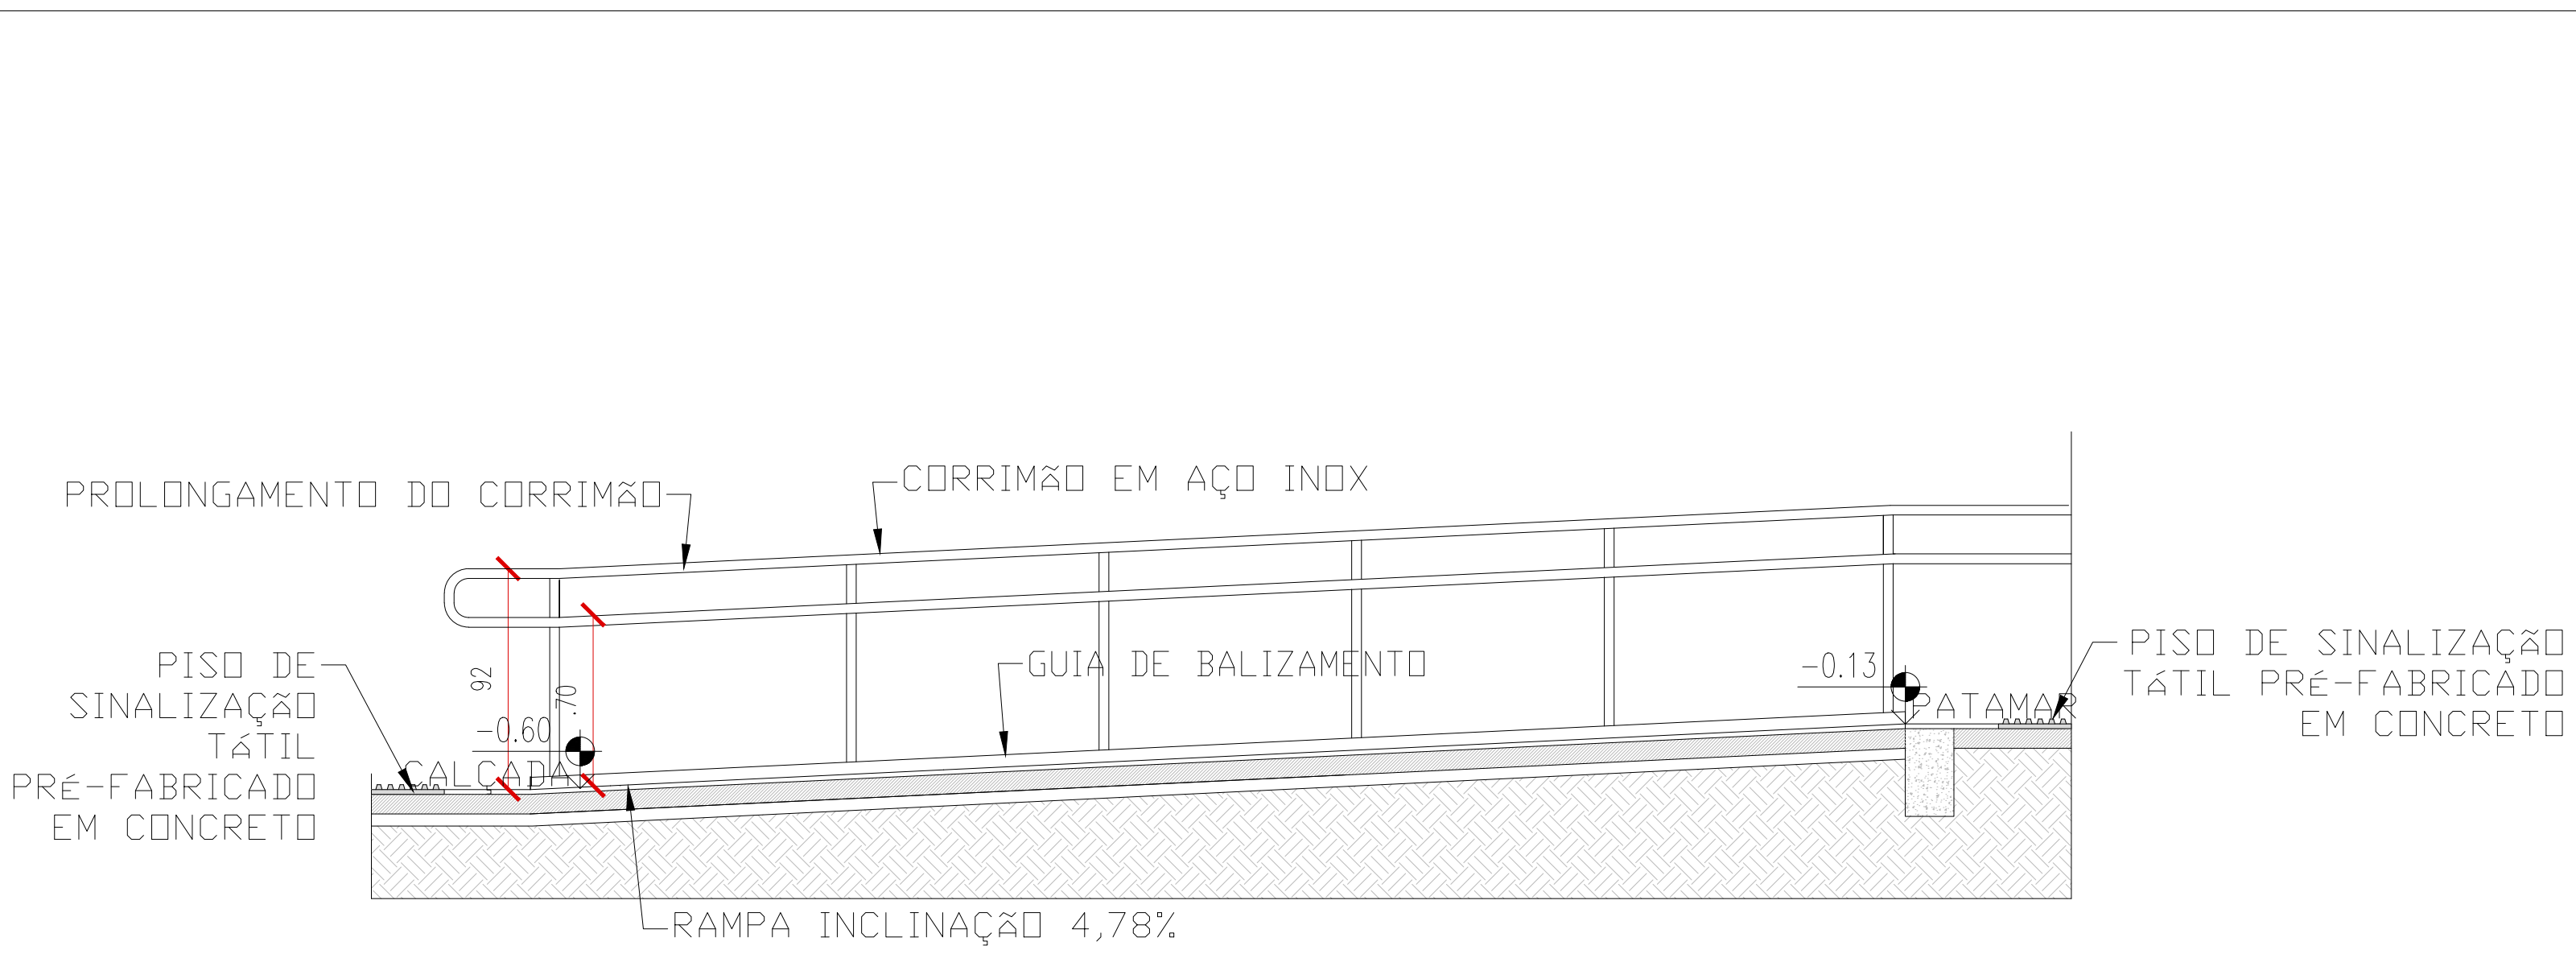 CORRIMãO EM AÇO INOX
PROLONGAMENTO DO CORRIMãO
PISO DE
SINALIZAÇãO
TáTIL
PRé-FABRICADO
EM CONCRETO
92
.70
-0.60
CALÇADA
GUIA DE BALIZAMENTO
-0.13
PATAMAR
PISO DE SINALIZAÇãO
TáTIL PRé-FABRICADO
EM CONCRETO
RAMPA INCLINAÇãO 4,78%